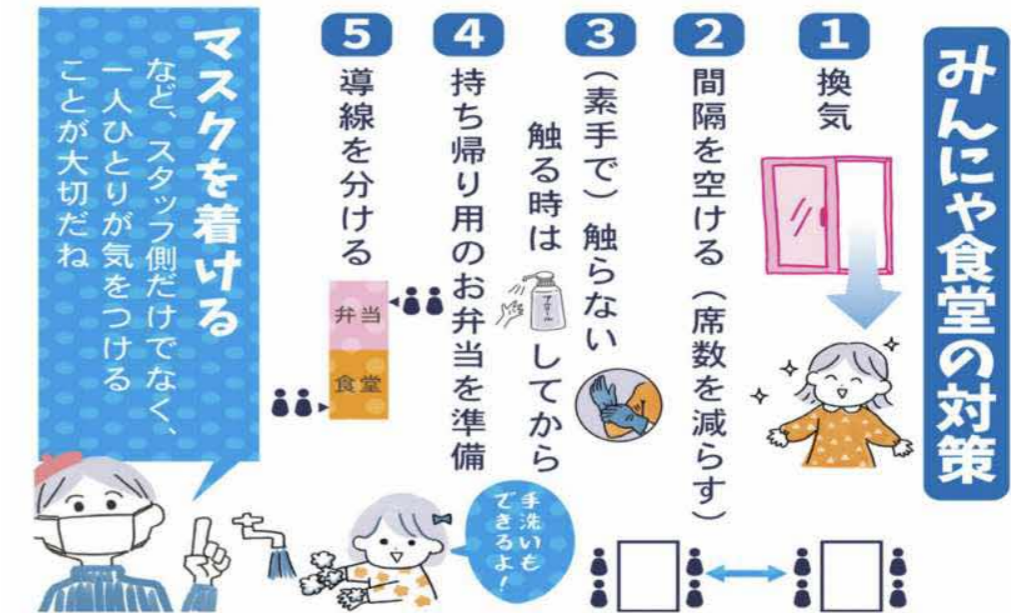 みんにゃ食堂の対策
1
換気
2
間隔を空ける（席数を減らす）
3
（素手で）触らない
触る時は
アルコール
してから
4
持ち帰り用のお弁当を準備
5
導線を分ける
弁当
食堂
マスクを着ける
など、スタッフ側だけでなく、
一人ひとりが気をつける
ことが大切だね
手洗いも
できるよ！